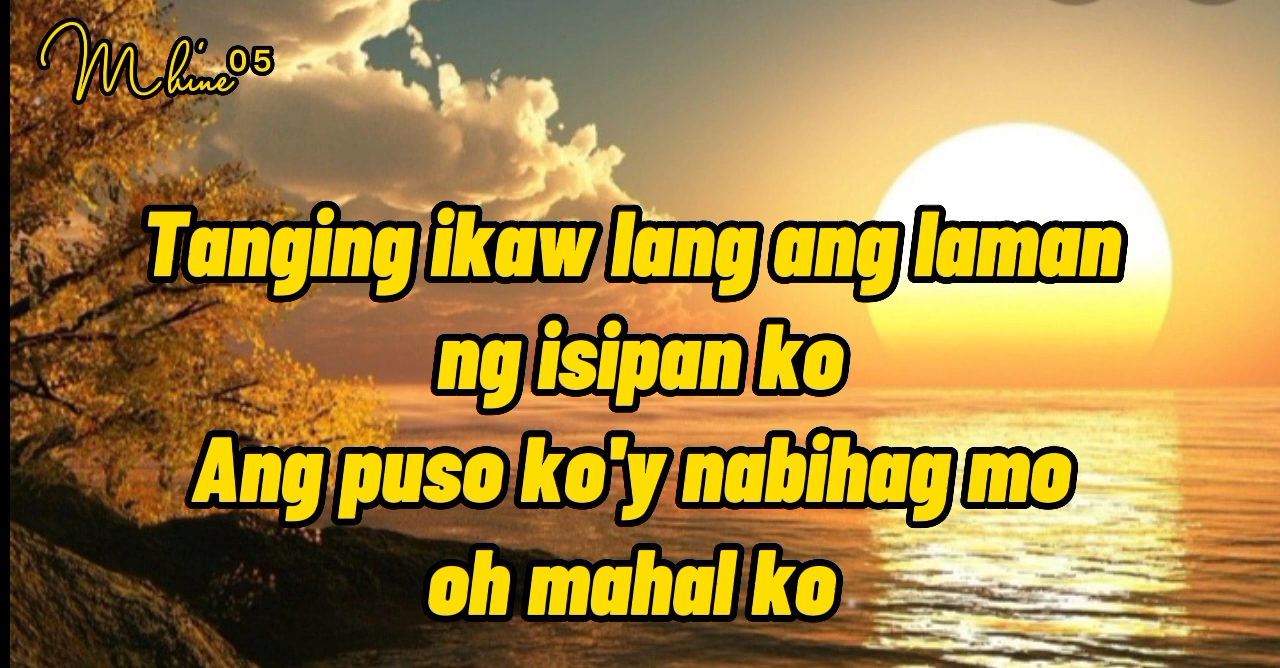 Mhine05
Tanging ikaw lang ang laman
ng isipan ko
Ang puso ko'y nabihag mo
oh mahal ko